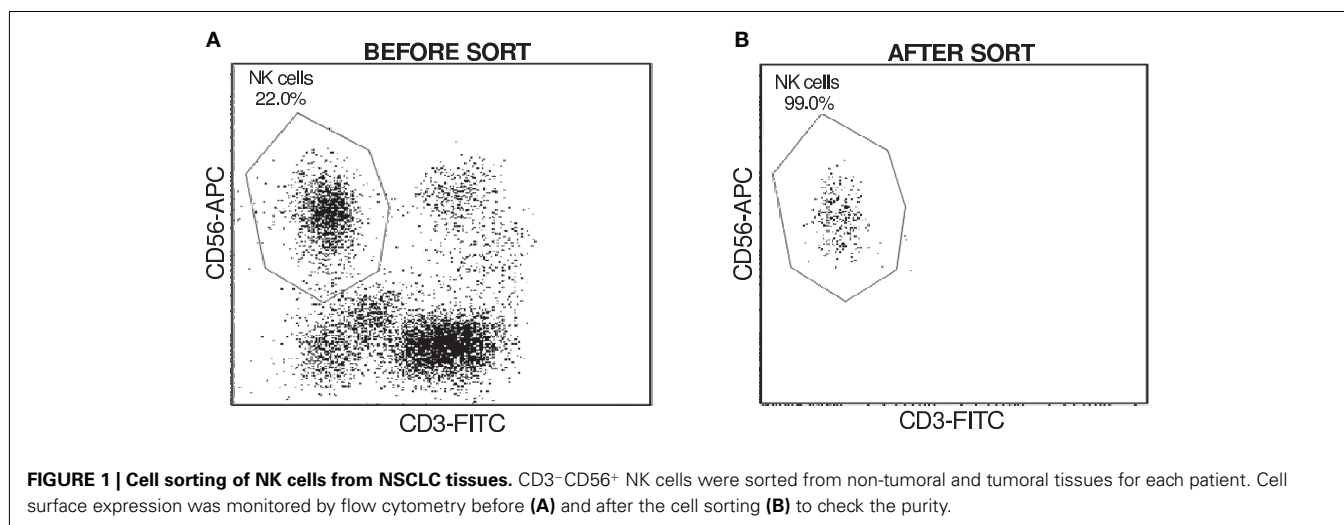 A
BEFORE SORT
NK cells
22.0%
CD56-APC
CD3-FITC
B
AFTER SORT
NK cells
99.0%
CD56-APC
CD3-FITC
FIGURE 1 | Cell sorting of NK cells from NSCLC tissues. CD3⁻CD56⁺ NK cells were sorted from non-tumoral and tumoral tissues for each patient. Cell
surface expression was monitored by flow cytometry before (A) and after the cell sorting (B) to check the purity.